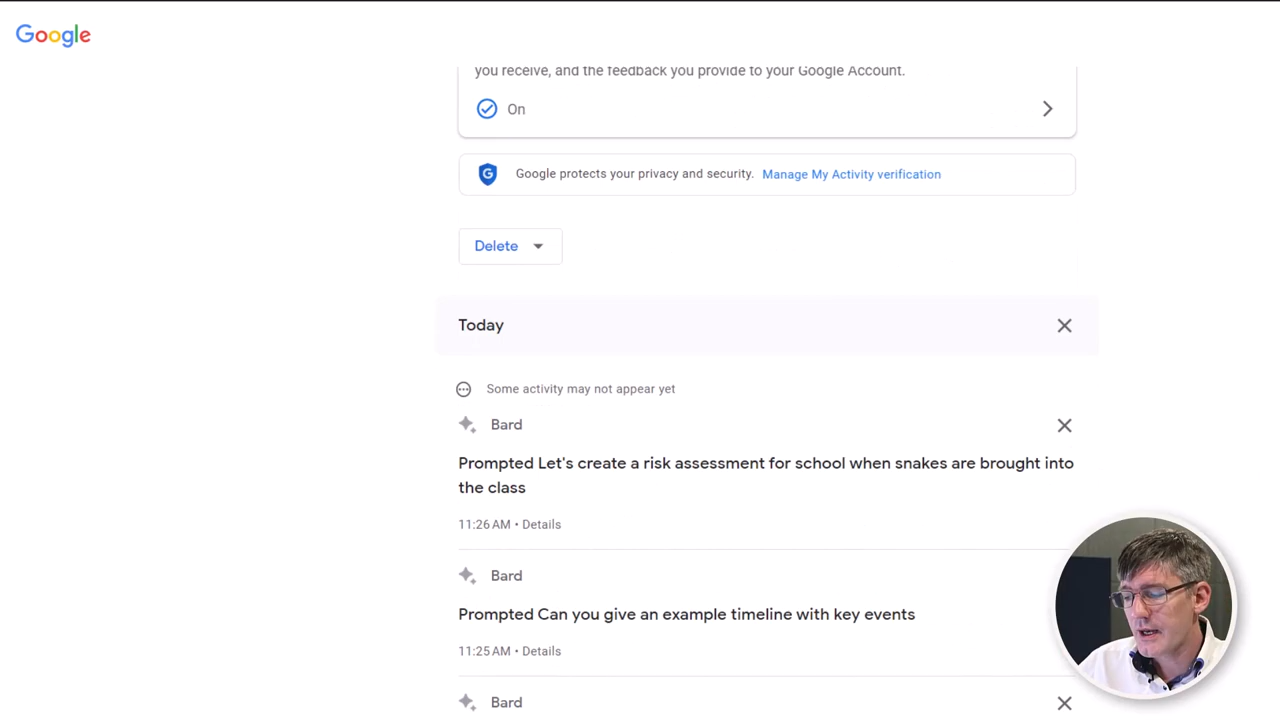 Google
you receive, and the feedback you provide to your Google Account.
On
Google protects your privacy and security. Manage My Activity verification
Delete
Today
Some activity may not appear yet
Bard
Prompted Let's create a risk assessment for school when snakes are brought into
the class
11:26 AM • Details
Bard
Prompted Can you give an example timeline with key events
11:25 AM • Details
Bard